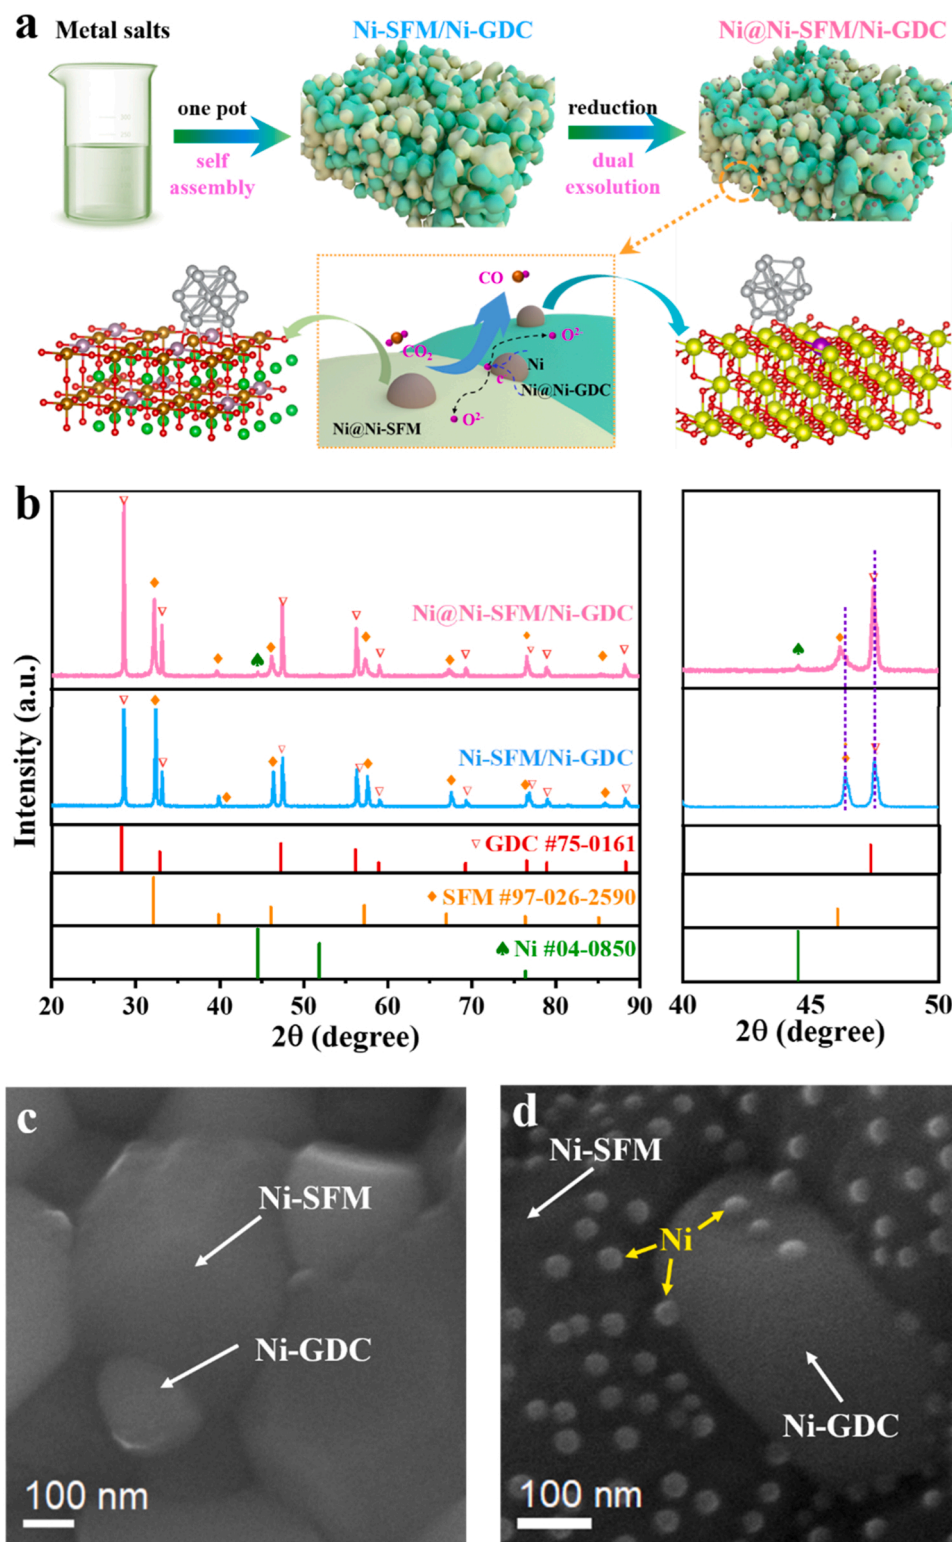 a
Metal salts
Ni-SFM/Ni-GDC
Ni@Ni-SFM/Ni-GDC
one pot
self
assembly
reduction
dual
exsolution
CO
CO2
O2-
Ni
e
Ni@Ni-GDC
O2-
Ni@Ni-SFM
b
Intensity (a.u.)
Ni@Ni-SFM/Ni-GDC
Ni-SFM/Ni-GDC
▽ GDC #75-0161
♦ SFM #97-026-2590
♠ Ni #04-0850
20 30 40 50 60 70 80 90
2θ (degree)
40 45 50
2θ (degree)
c
Ni-SFM
Ni-GDC
100 nm
d
Ni-SFM
Ni
Ni-GDC
100 nm